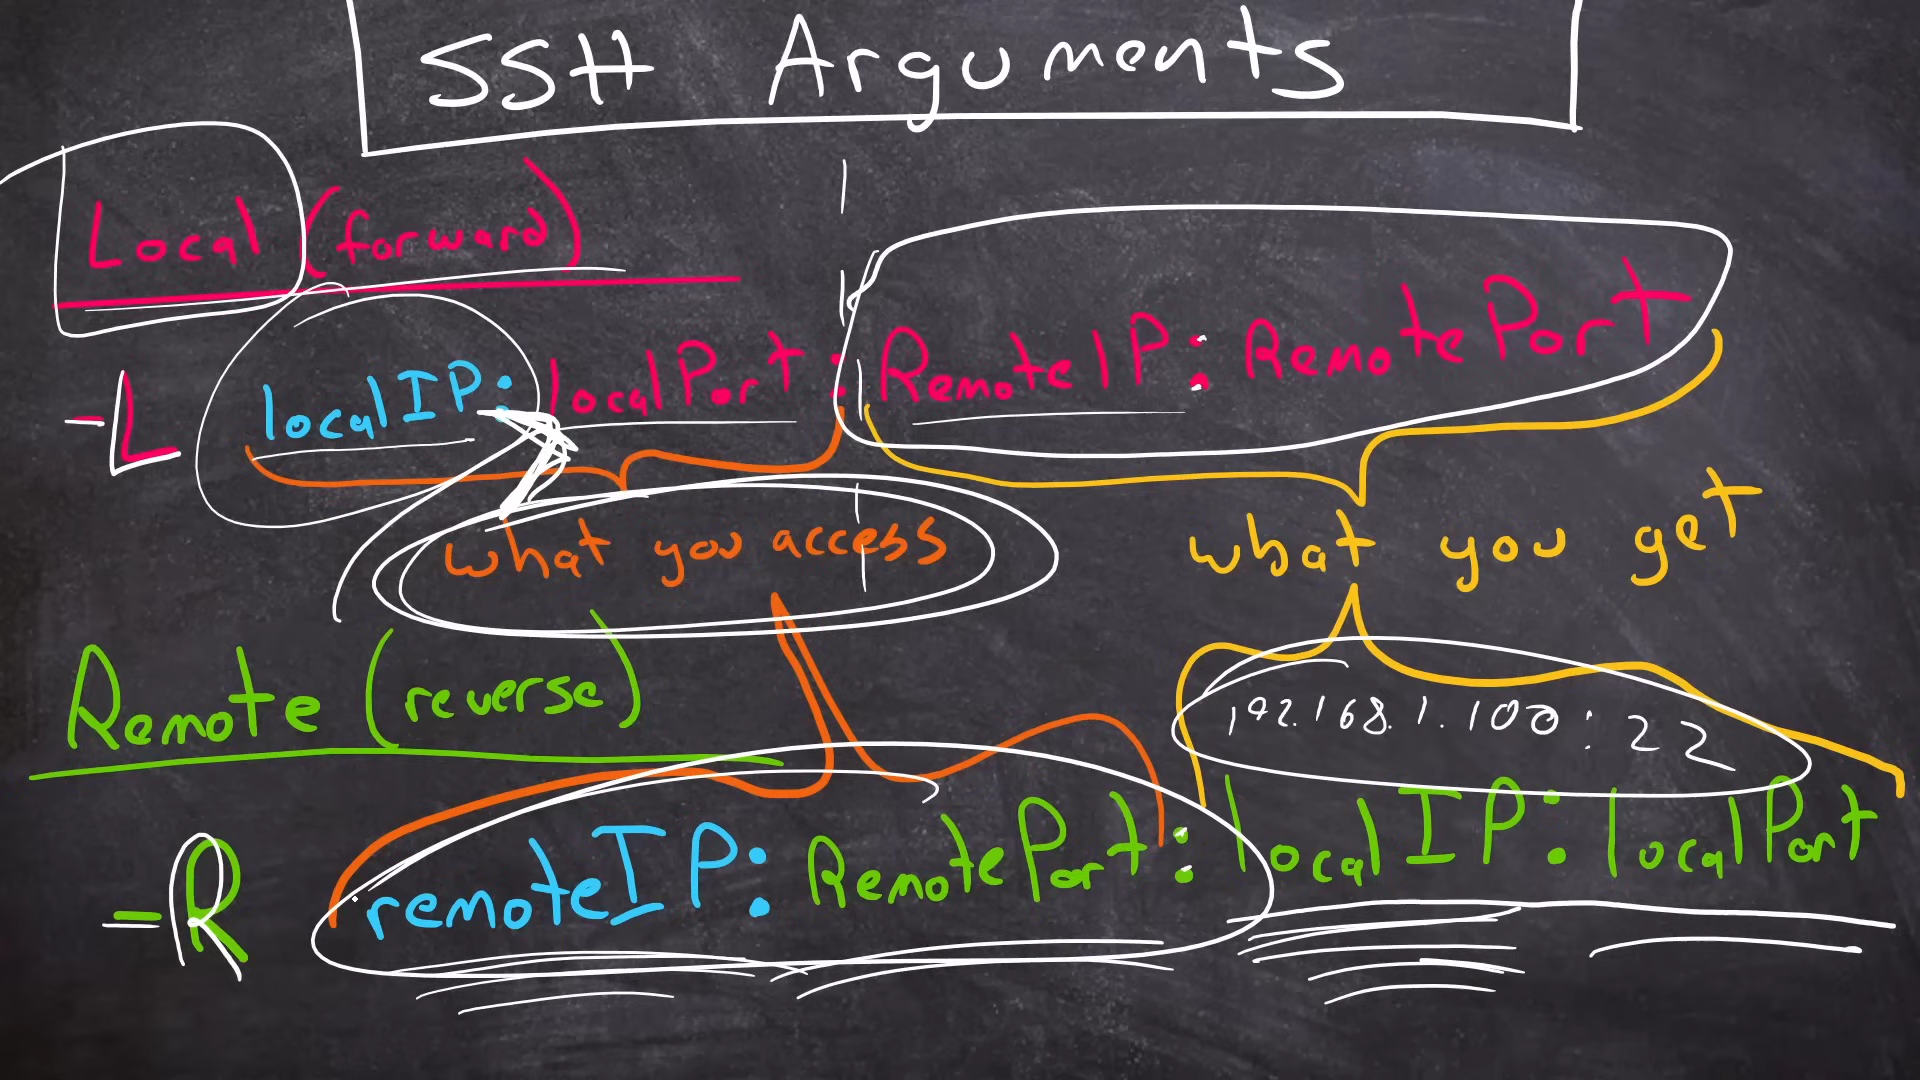 SSH Arguments
Local (forward)
-L localIP: localPort : RemoteIP : RemotePort
what you access what you get
Remote (reverse)
192.168.1.100 : 22
-R remoteIP: RemotePort : localIP : localPort